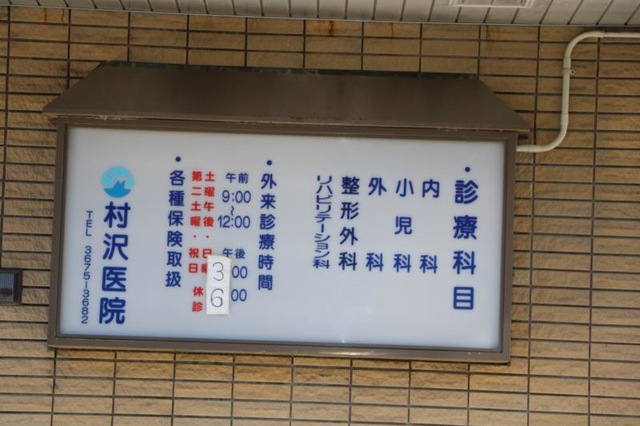 ・診療科目
内科
小児科
外科
整形外科
リハビリテーション科
・外来診療時間
午前
9:00
～
12:00
午後
3:00
6:00
土曜午後・日曜
第二土曜・祝日 休診
・各種保険取扱
村沢医院
TEL 3675-3682